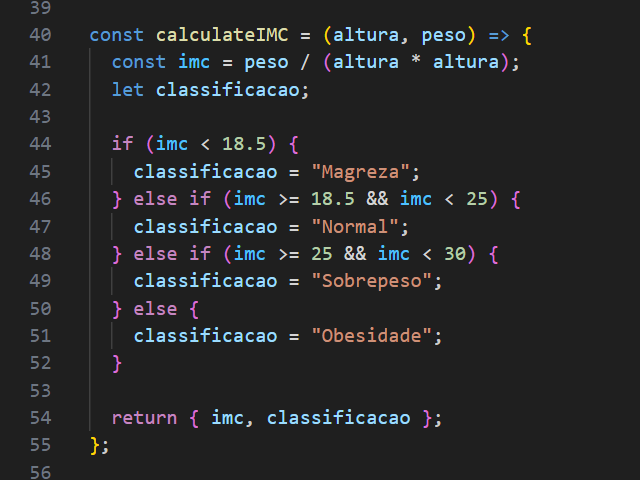 39
40 const calculateIMC = (altura, peso) => {
41 const imc = peso / (altura * altura);
42 let classificacao;
43
44 if (imc < 18.5) {
45 classificacao = "Magreza";
46 } else if (imc >= 18.5 && imc < 25) {
47 classificacao = "Normal";
48 } else if (imc >= 25 && imc < 30) {
49 classificacao = "Sobrepeso";
50 } else {
51 classificacao = "Obesidade";
52 }
53
54 return { imc, classificacao };
55 };
56